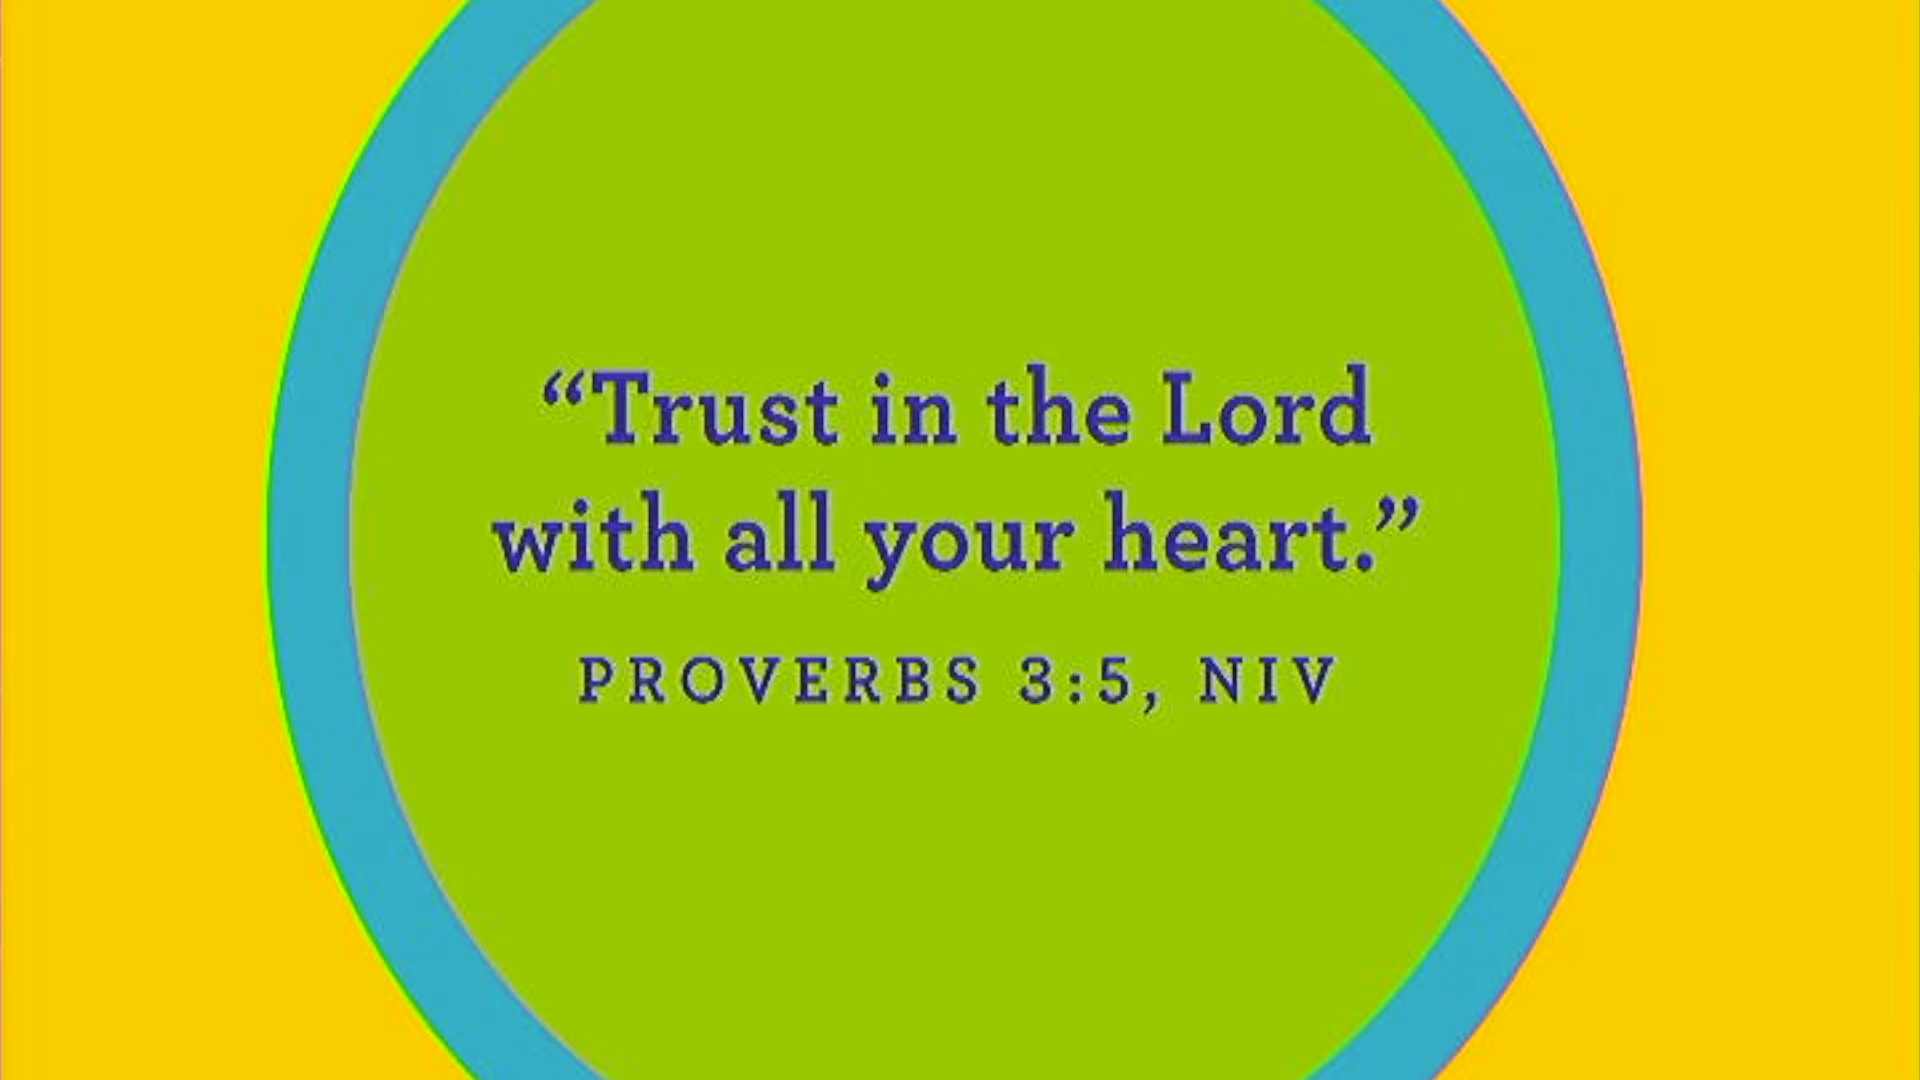 “Trust in the Lord
with all your heart.”
PROVERBS 3:5, NIV